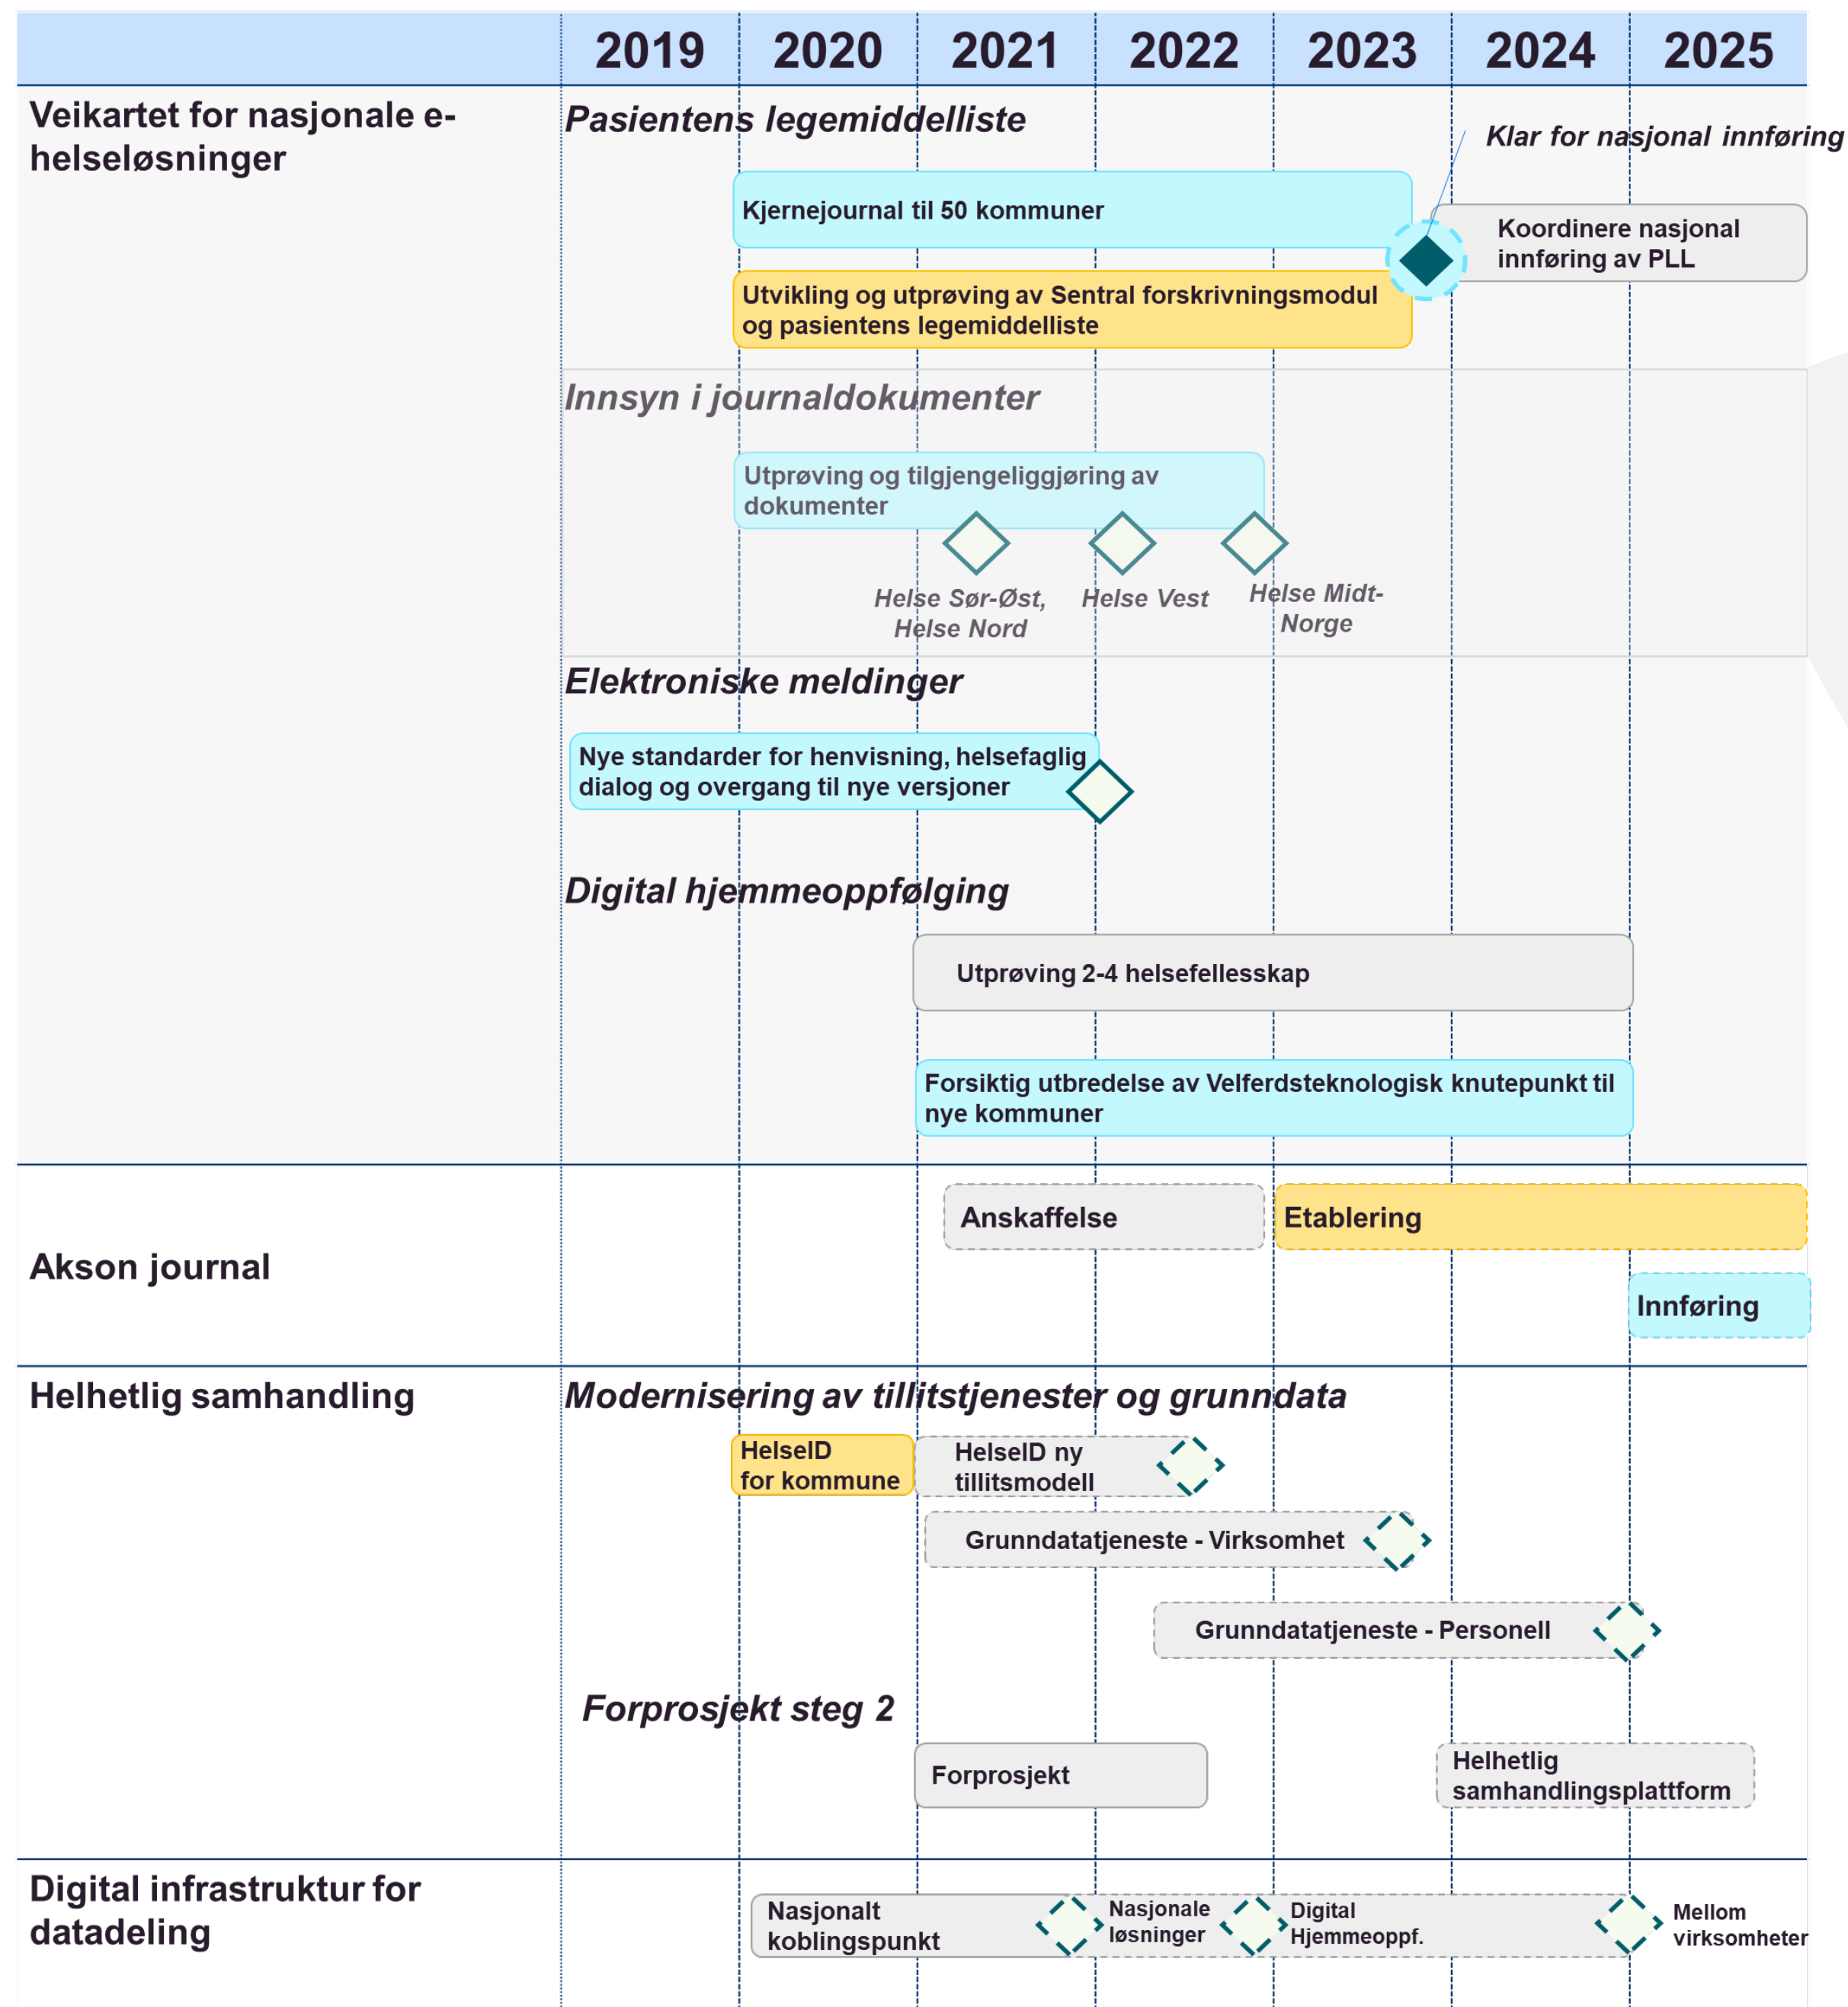 2019 2020 2021 2022 2023 2024 2025
Veikartet for nasjonale e-
helseløsninger
Pasientens legemiddelliste
Klar for nasjonal innføring
Kjernejournal til 50 kommuner
Koordinere nasjonal
innføring av PLL
Utvikling og utprøving av Sentral forskrivningsmodul
og pasientens legemiddelliste
Innsyn i journaldokumenter
Utprøving og tilgjengeliggjøring av
dokumenter
Helse Sør-Øst,
Helse Nord
Helse Vest
Helse Midt-
Norge
Elektroniske meldinger
Nye standarder for henvisning, helsefaglig
dialog og overgang til nye versjoner
Digital hjemmeoppfølging
Utprøving 2-4 helsefellesskap
Forsiktig utbredelse av Velferdsteknologisk knutepunkt til
nye kommuner
Akson journal
Anskaffelse
Etablering
Innføring
Helhetlig samhandling
Modernisering av tillitstjenester og grunndata
HelseID
for kommune
HelseID ny
tillitsmodell
Grunndatatjeneste - Virksomhet
Grunndatatjeneste - Personell
Forprosjekt steg 2
Forprosjekt
Helhetlig
samhandlingsplattform
Digital infrastruktur for
datadeling
Nasjonalt
koblingspunkt
Nasjonale
løsninger
Digital
Hjemmeoppf.
Mellom
virksomheter